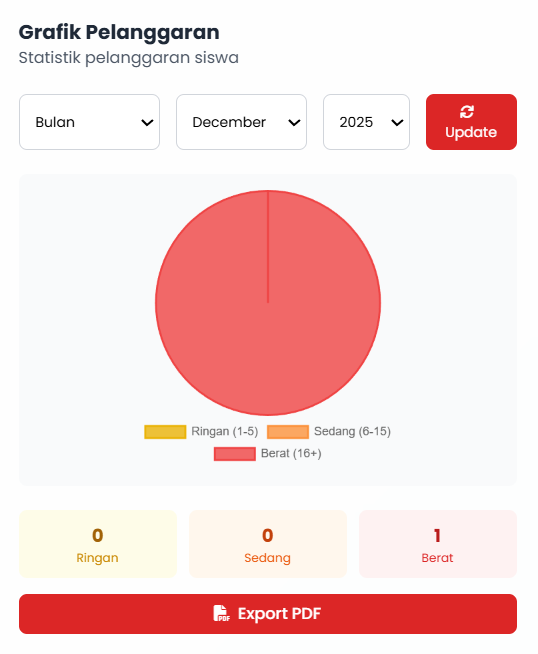 Grafik Pelanggaran
Statistik pelanggaran siswa
Bulan
December
2025
Update
Ringan (1-5)
Sedang (6-15)
Berat (16+)
0
Ringan
0
Sedang
1
Berat
PDF
Export PDF